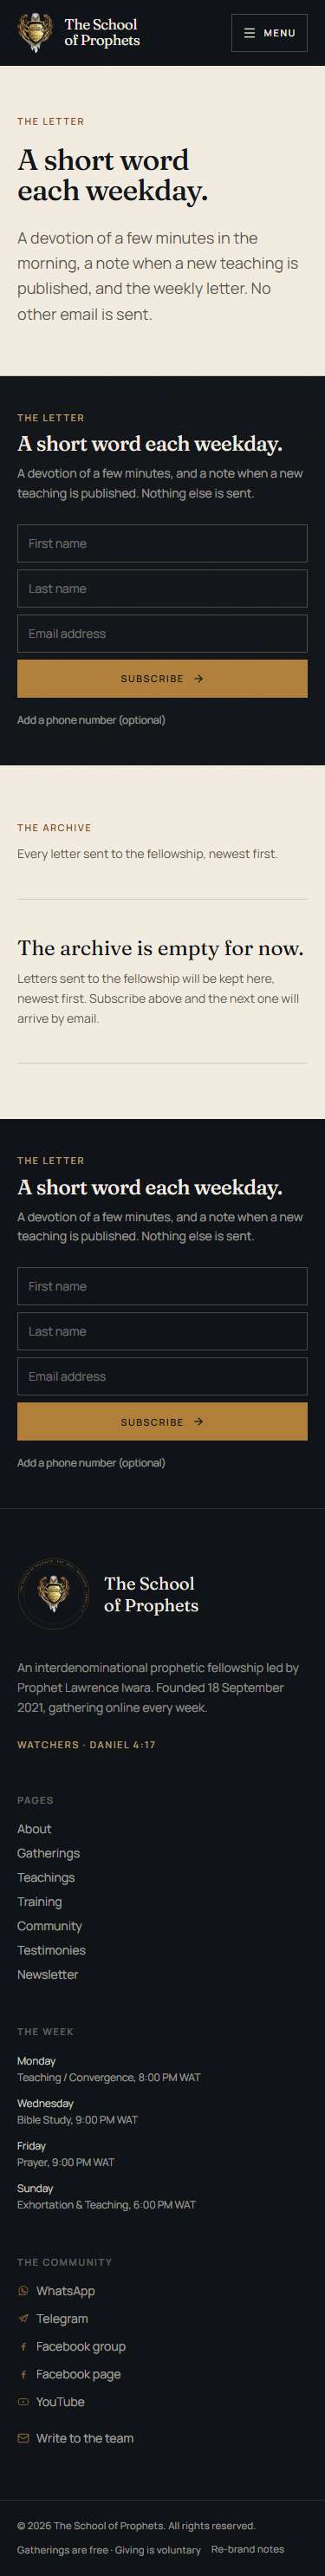 The School
of Prophets
MENU
THE LETTER
A short word
each weekday.
A devotion of a few minutes in the
morning, a note when a new teaching is
published, and the weekly letter. No
other email is sent.
THE LETTER
A short word each weekday.
A devotion of a few minutes, and a note when a new
teaching is published. Nothing else is sent.
First name
Last name
Email address
SUBSCRIBE
Add a phone number (optional)
THE ARCHIVE
Every letter sent to the fellowship, newest first.
The archive is empty for now.
Letters sent to the fellowship will be kept here,
newest first. Subscribe above and the next one will
arrive by email.
THE LETTER
A short word each weekday.
A devotion of a few minutes, and a note when a new
teaching is published. Nothing else is sent.
First name
Last name
Email address
SUBSCRIBE
Add a phone number (optional)
The School
of Prophets
An interdenominational prophetic fellowship led by
Prophet Lawrence Iwara. Founded 18 September
2021, gathering online every week.
WATCHERS · DANIEL 4:17
PAGES
About
Gatherings
Teachings
Training
Community
Testimonies
Newsletter
THE WEEK
Monday
Teaching / Convergence, 8:00 PM WAT
Wednesday
Bible Study, 9:00 PM WAT
Friday
Prayer, 9:00 PM WAT
Sunday
Exhortation & Teaching, 6:00 PM WAT
THE COMMUNITY
WhatsApp
Telegram
Facebook group
Facebook page
YouTube
Write to the team
© 2026 The School of Prophets. All rights reserved.
Gatherings are free · Giving is voluntary Re-brand notes